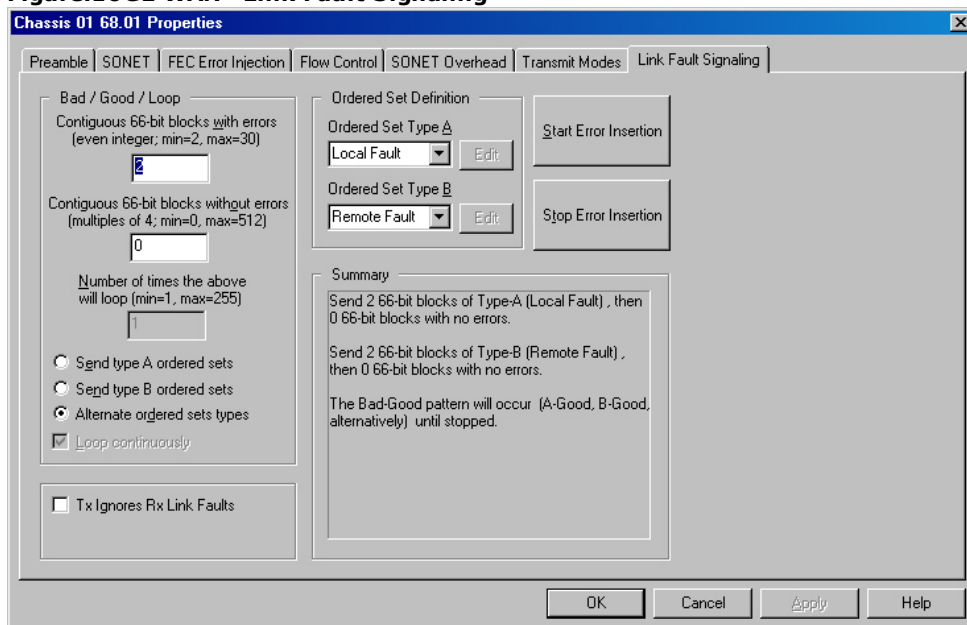 Chassis 01 68.01 Properties
Preamble
SONET
FEC Error Injection
Flow Control
SONET Overhead
Transmit Modes
Link Fault Signaling
Bad / Good / Loop
Contiguous 66-bit blocks with errors
(even integer; min=2, max=30)
2
Contiguous 66-bit blocks without errors
(multiples of 4; min=0, max=512)
0
Number of times the above
will loop (min=1, max=255)
1
Send type A ordered sets
Send type B ordered sets
Alternate ordered sets types
Loop continuously
Tx Ignores Rx Link Faults
Ordered Set Definition
Ordered Set Type A
Local Fault
Edit
Ordered Set Type B
Remote Fault
Edit
Start Error Insertion
Stop Error Insertion
Summary
Send 2 66-bit blocks of Type-A (Local Fault) , then
0 66-bit blocks with no errors.
Send 2 66-bit blocks of Type-B (Remote Fault) ,
then 0 66-bit blocks with no errors.
The Bad-Good pattern will occur (A-Good, B-Good,
alternatively) until stopped.
OK
Cancel
Apply
Help